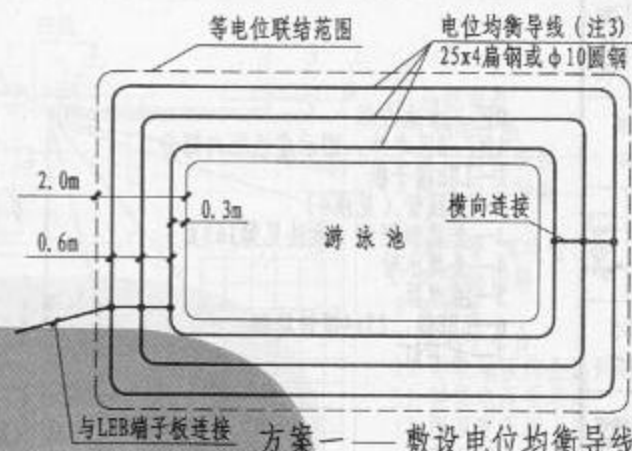 等电位联结范围
电位均衡导线(注3)
25x4扁钢或φ10圆钢
2.0m
0.3m
横向连接
0.6m
游泳池
与LEB端子板连接
方案一 —— 敷设电位均衡导线